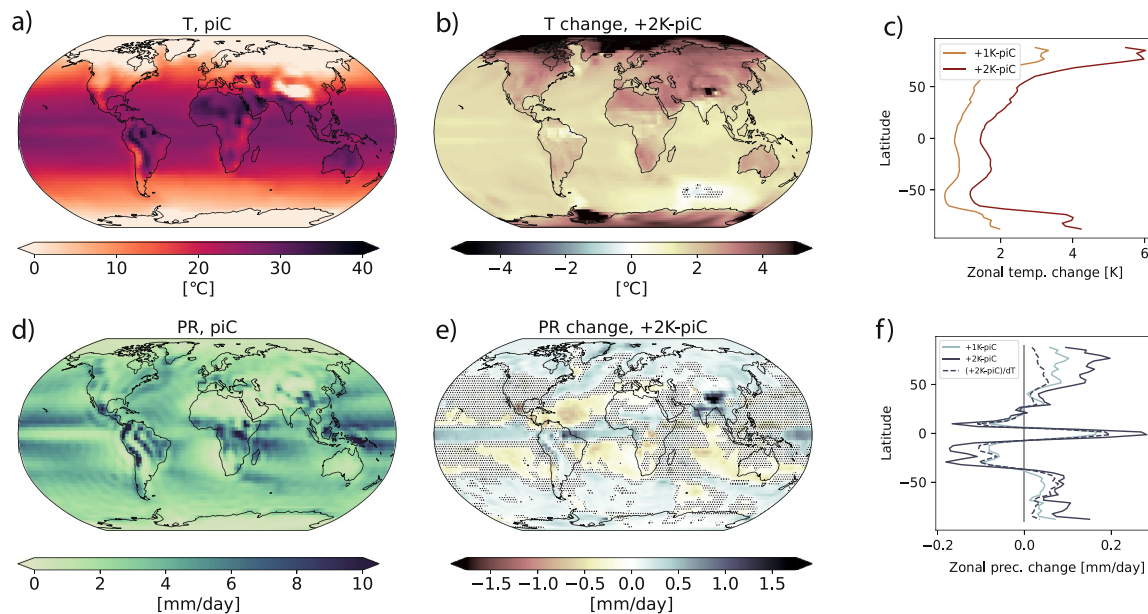 a)
T, piC
0 10 20 30 40
[°C]
b)
T change, +2K-piC
−4 −2 0 2 4
[°C]
c)
+1K-piC
+2K-piC
50
0
−50
Latitude
2 4 6
Zonal temp. change [K]
d)
PR, piC
0 2 4 6 8 10
[mm/day]
e)
PR change, +2K-piC
−1.5 −1.0 −0.5 0.0 0.5 1.0 1.5
[mm/day]
f)
+1K-piC
+2K-piC
(+2K-piC)/dT
50
0
−50
Latitude
−0.2 0.0 0.2
Zonal prec. change [mm/day]